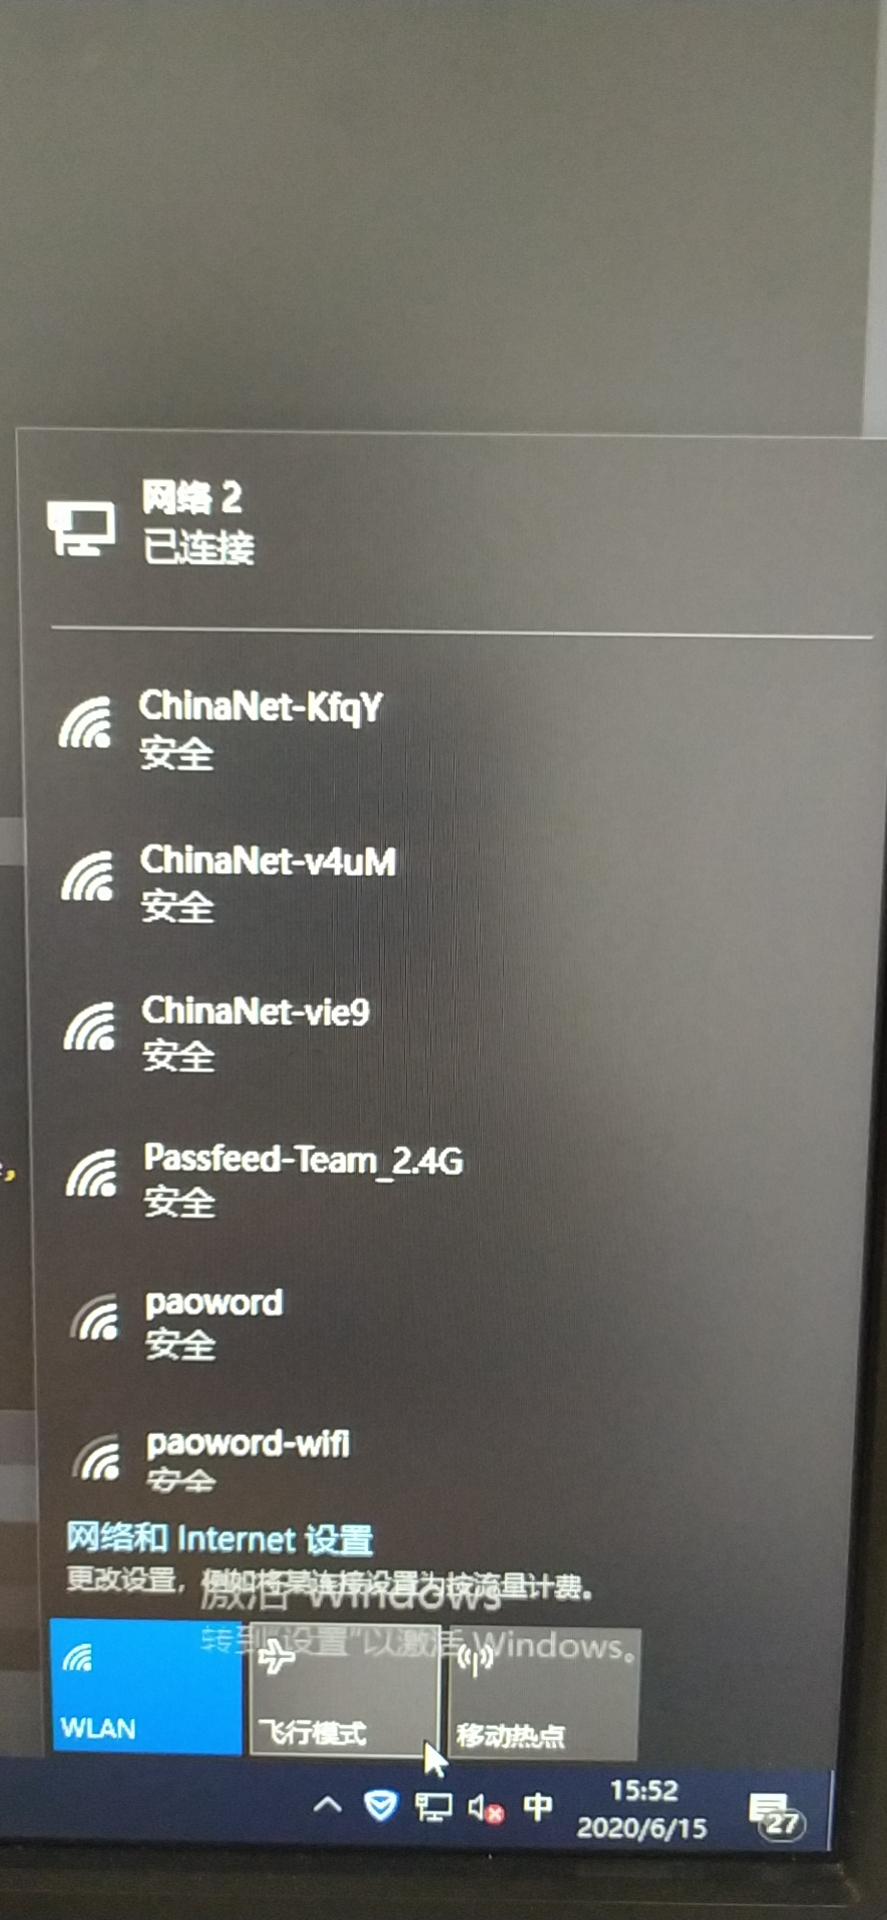 网络 2
已连接
ChinaNet-KfqY
安全
ChinaNet-v4uM
安全
ChinaNet-vie9
安全
Passfeed-Team_2.4G
安全
paoword
安全
paoword-wifi
安全
网络和 Internet 设置
更改设置，例如将某连接设置为按流量计费。
激活 Windows
转到"设置"以激活 Windows。
WLAN
飞行模式
移动热点
中
15:52
2020/6/15
27